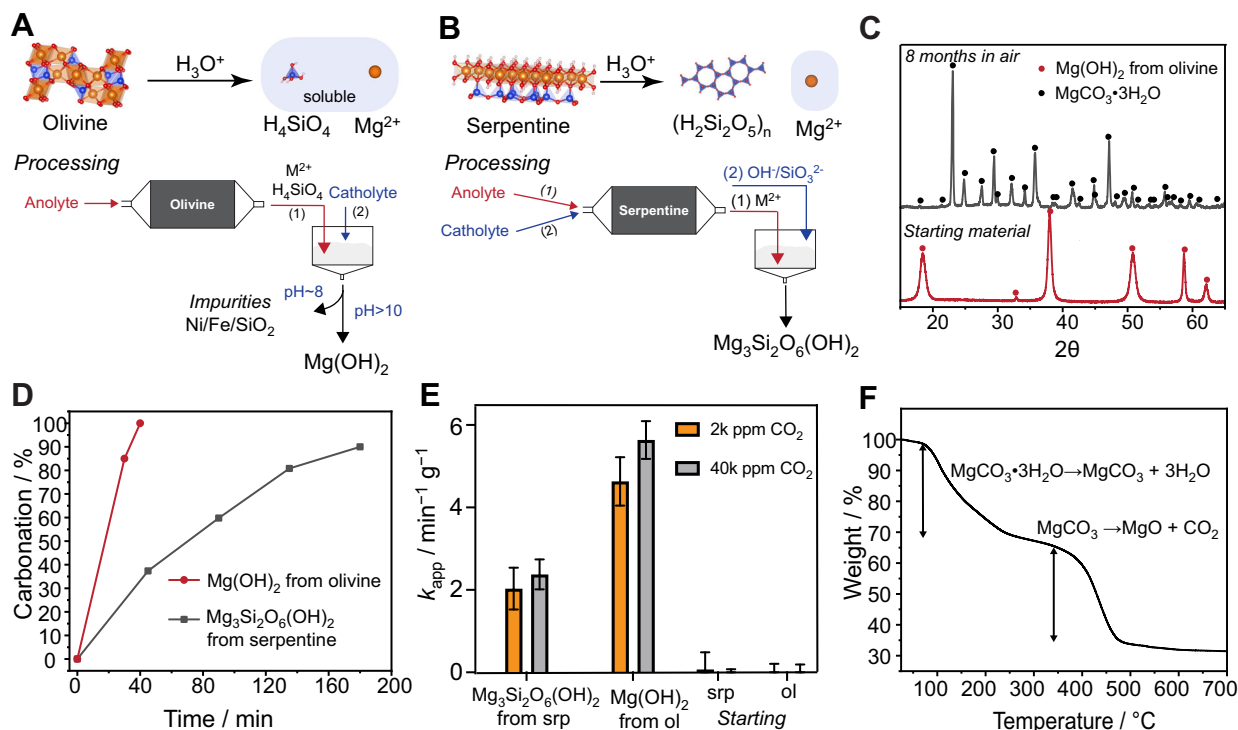 A
H₃O⁺
soluble
Olivine
H₄SiO₄
Mg²⁺
Processing
Anolyte
Olivine
M²⁺
H₄SiO₄
(1)
Catholyte
(2)
Impurities
Ni/Fe/SiO₂
pH~8
pH>10
Mg(OH)₂
B
H₃O⁺
Serpentine
(H₂Si₂O₅)n
Mg²⁺
Processing
Anolyte
(1)
Catholyte
(2)
Serpentine
(2) OH⁻/SiO₃²⁻
(1) M²⁺
Mg₃Si₂O₆(OH)₂
C
8 months in air
Mg(OH)₂ from olivine
MgCO₃•3H₂O
Starting material
20 30 40 50 60
2θ
D
100
90
80
70
60
50
40
30
20
10
0
Carbonation / %
Mg(OH)₂ from olivine
Mg₃Si₂O₆(OH)₂
from serpentine
0 40 80 120 160 200
Time / min
E
6
4
2
0
kapp / min⁻¹ g⁻¹
2k ppm CO₂
40k ppm CO₂
Mg₃Si₂O₆(OH)₂
from srp
Mg(OH)₂
from ol
srp
ol
Starting
F
100
90
80
70
60
50
40
30
Weight / %
MgCO₃•3H₂O→MgCO₃ + 3H₂O
MgCO₃ →MgO + CO₂
100 200 300 400 500 600 700
Temperature / °C